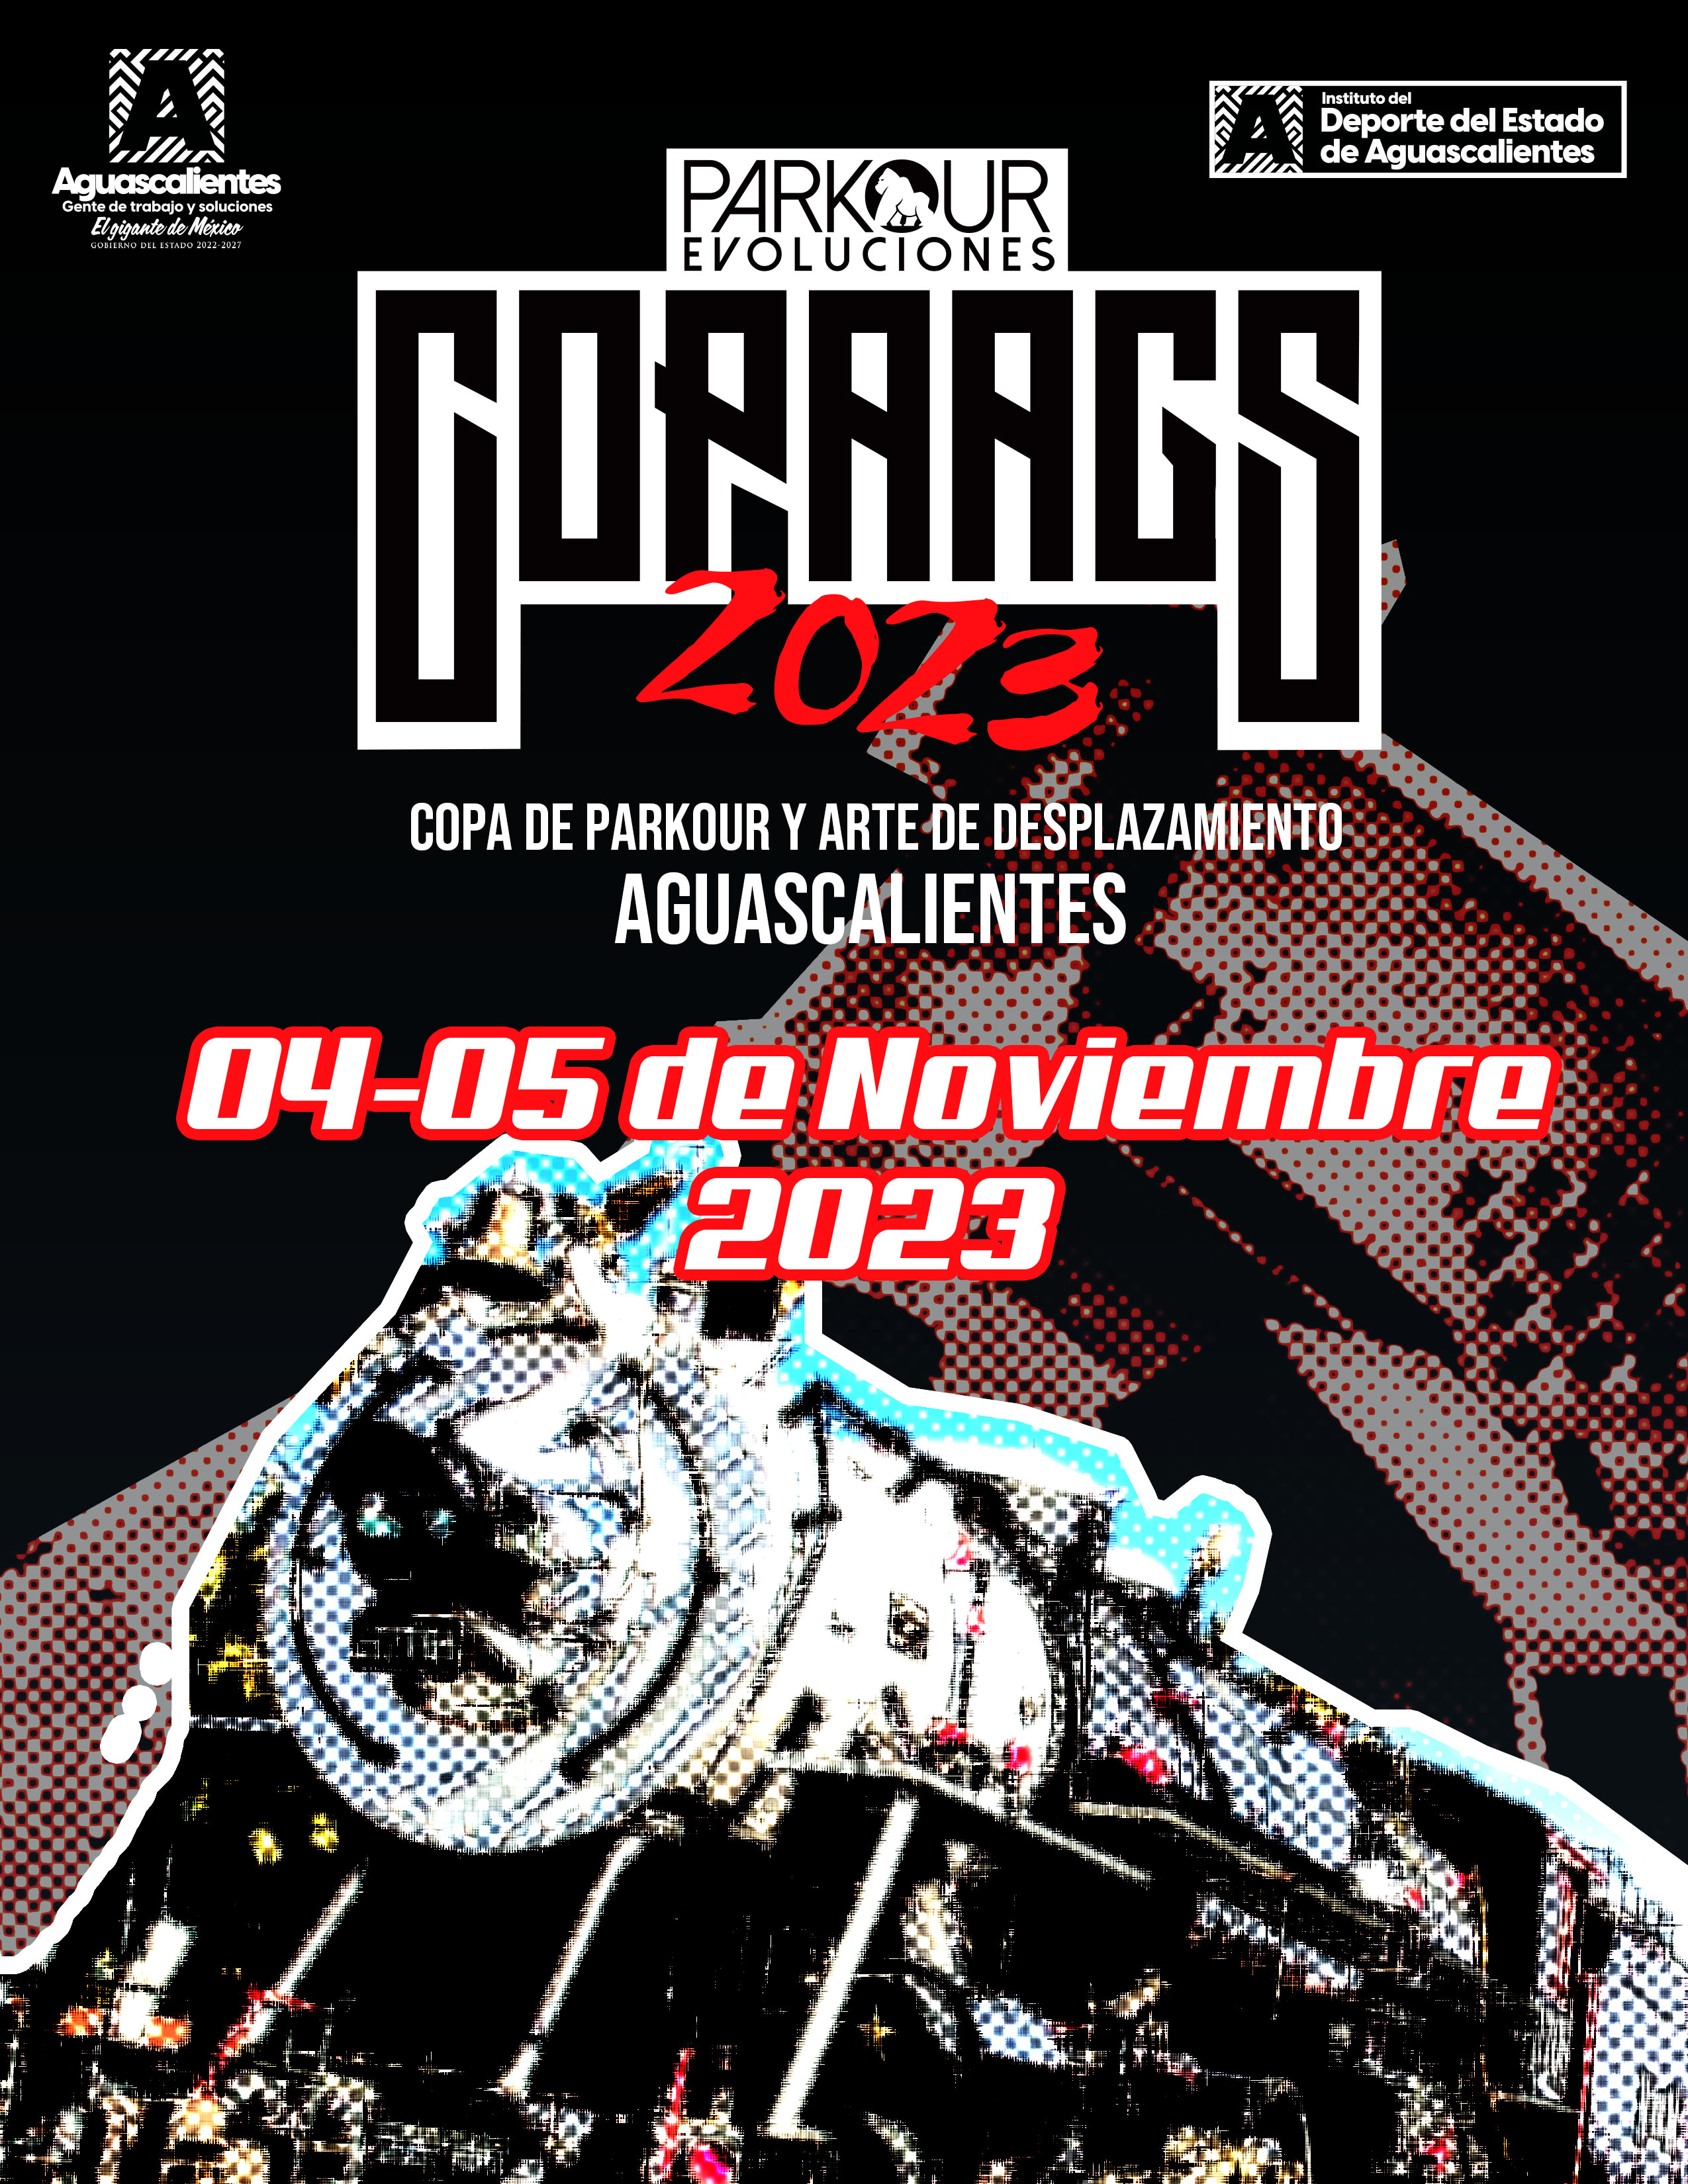 Aguascalientes
Gente de trabajo y soluciones
El gigante de México
GOBIERNO DEL ESTADO 2022-2027
Instituto del
Deporte del Estado
de Aguascalientes
PARKOUR
EVOLUCIONES
COPAAGS
2023
COPA DE PARKOUR Y ARTE DE DESPLAZAMIENTO
AGUASCALIENTES
04-05 de Noviembre
2023